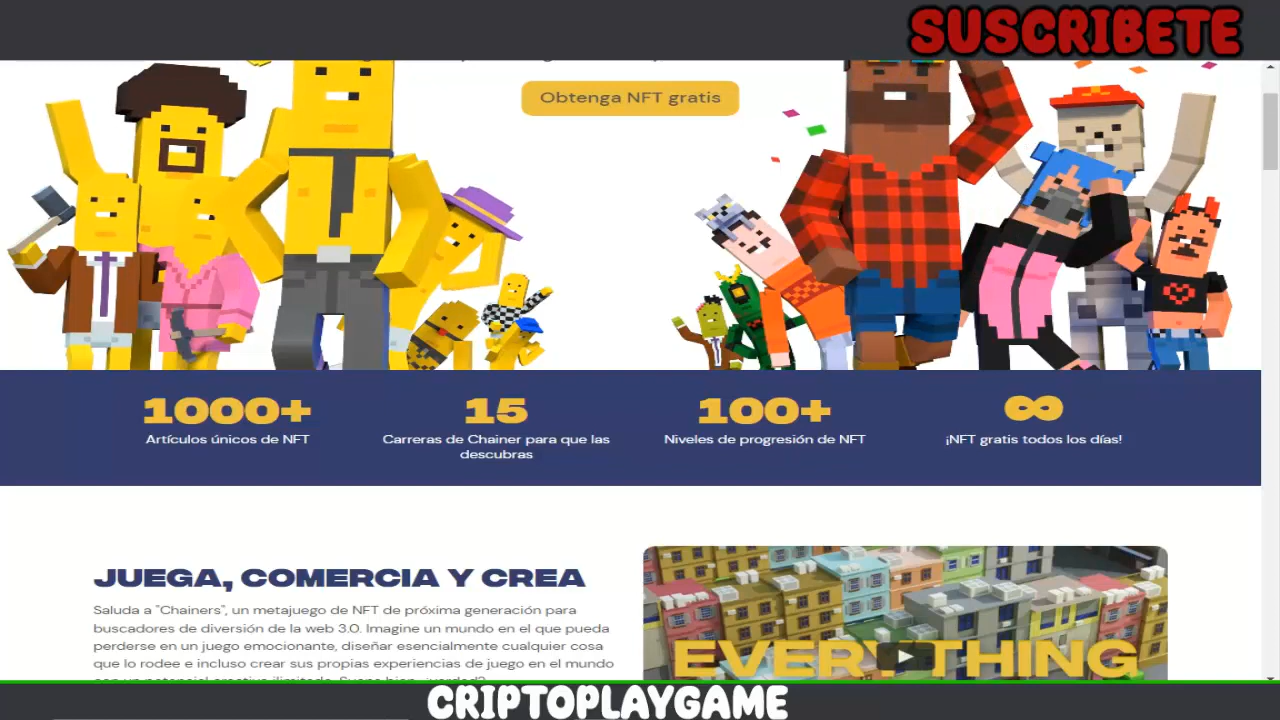 SUSCRIBETE
Obtenga NFT gratis
1000+
Artículos únicos de NFT
15
Carreras de Chainer para que las
descubras
100+
Niveles de progresión de NFT
∞
¡NFT gratis todos los días!
JUEGA, COMERCIA Y CREA
Saluda a "Chainers", un metajuego de NFT de próxima generación para
buscadores de diversión de la web 3.0. Imagine un mundo en el que pueda
perderse en un juego emocionante, diseñar esencialmente cualquier cosa
que lo rodee e incluso crear sus propias experiencias de juego en el mundo
EVERYTHING
CRIPTOPLAYGAME